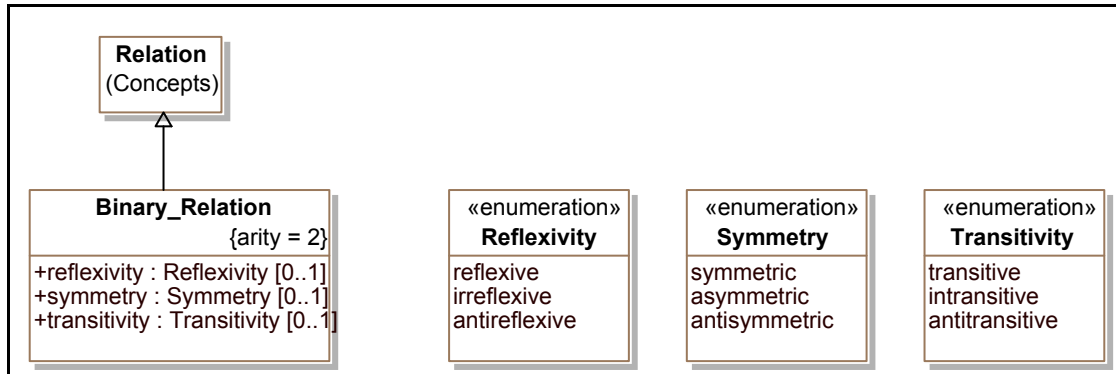 Relation
(Concepts)
Binary_Relation
{arity = 2}
+reflexivity : Reflexivity [0..1]
+symmetry : Symmetry [0..1]
+transitivity : Transitivity [0..1]
«enumeration»
Reflexivity
reflexive
irreflexive
antireflexive
«enumeration»
Symmetry
symmetric
asymmetric
antisymmetric
«enumeration»
Transitivity
transitive
intransitive
antitransitive